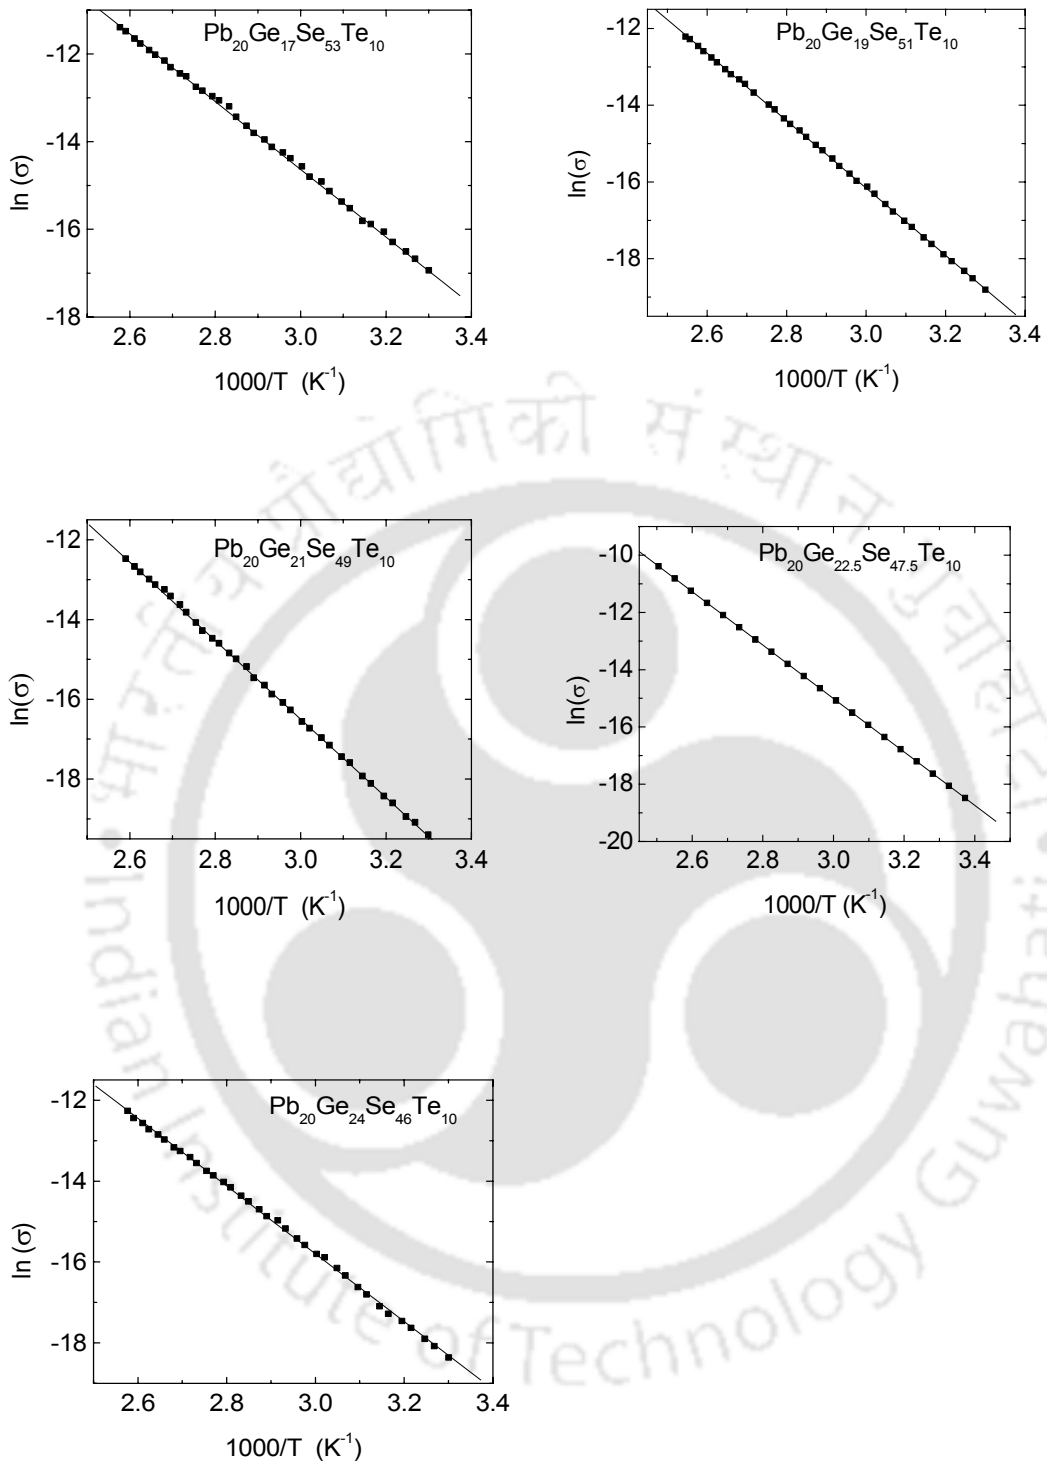 Pb20Ge17Se53Te10
-12
-14
-16
-18
ln (σ)
2.6 2.8 3.0 3.2 3.4
1000/T (K-1)
Pb20Ge19Se51Te10
-12
-14
-16
-18
ln(σ)
2.6 2.8 3.0 3.2 3.4
1000/T (K-1)
Pb20Ge21Se49Te10
-12
-14
-16
-18
ln(σ)
2.6 2.8 3.0 3.2 3.4
1000/T (K-1)
Pb20Ge22.5Se47.5Te10
-10
-12
-14
-16
-18
-20
ln(σ)
2.6 2.8 3.0 3.2 3.4
1000/T (K-1)
Pb20Ge24Se46Te10
-12
-14
-16
-18
ln (σ)
2.6 2.8 3.0 3.2 3.4
1000/T (K-1)
भारतीय प्रौद्योगिकी संस्थान गुवाहाटी
Indian Institute of Technology Guwahati